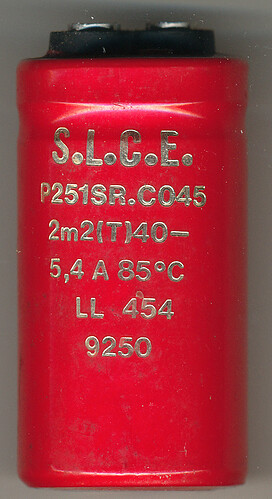 S.I.C.E.
P251SR.C045
2m2(T)40-
5,4 A 85°C
LL 454
9250